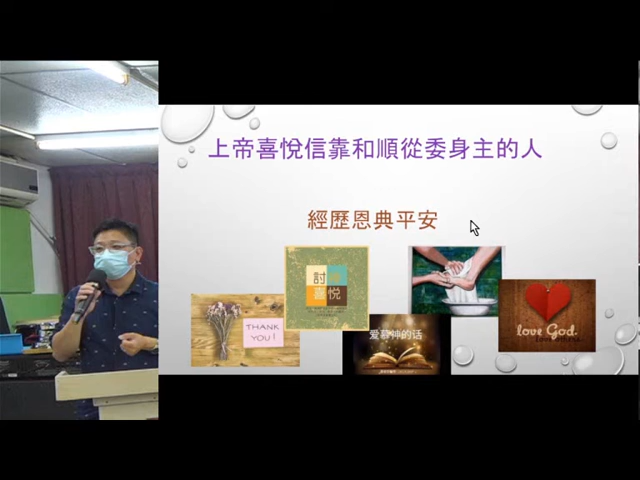 上帝喜悅信靠和順從委身主的人
經歷恩典平安
討
喜悅
THANK
YOU!
爱慕神的话
love God.